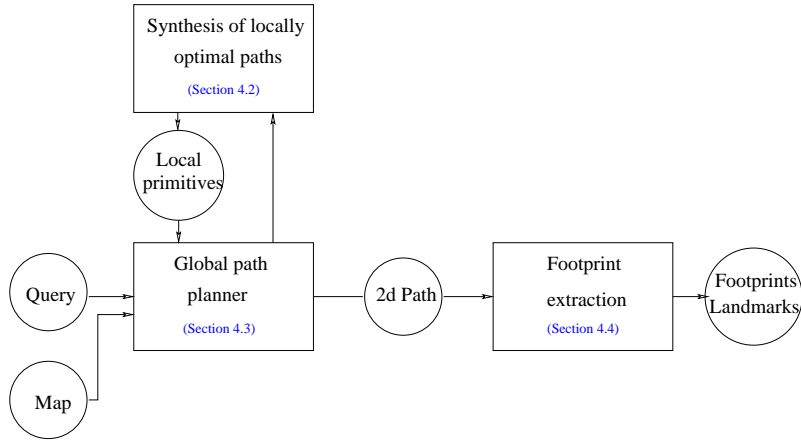 Synthesis of locally
optimal paths
(Section 4.2)
Local
primitives
Query
Map
Global path
planner
(Section 4.3)
2d Path
Footprint
extraction
(Section 4.4)
Footprints
Landmarks